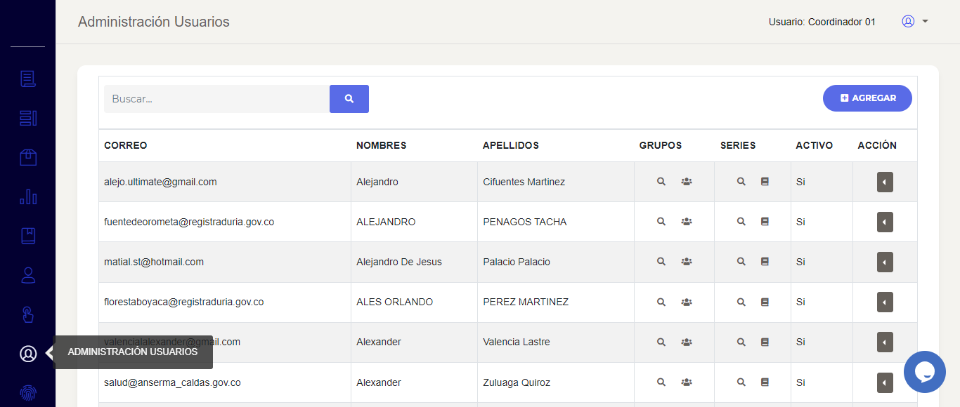 Administración Usuarios
Usuario: Coordinador 01
Buscar...
AGREGAR
CORREO NOMBRES APELLIDOS GRUPOS SERIES ACTIVO ACCIÓN
alejo.ultimate@gmail.com Alejandro Cifuentes Martinez Si
fuentedeorometa@registraduria.gov.co ALEJANDRO PENAGOS TACHA Si
matial.st@hotmail.com Alejandro De Jesus Palacio Palacio Si
florestaboyaca@registraduria.gov.co ALES ORLANDO PEREZ MARTINEZ Si
valenciatalexander@gmail.com Alexander Valencia Lastre Si
ADMINISTRACIÓN USUARIOS
salud@anserma_caldas.gov.co Alexander Zuluaga Quiroz Si